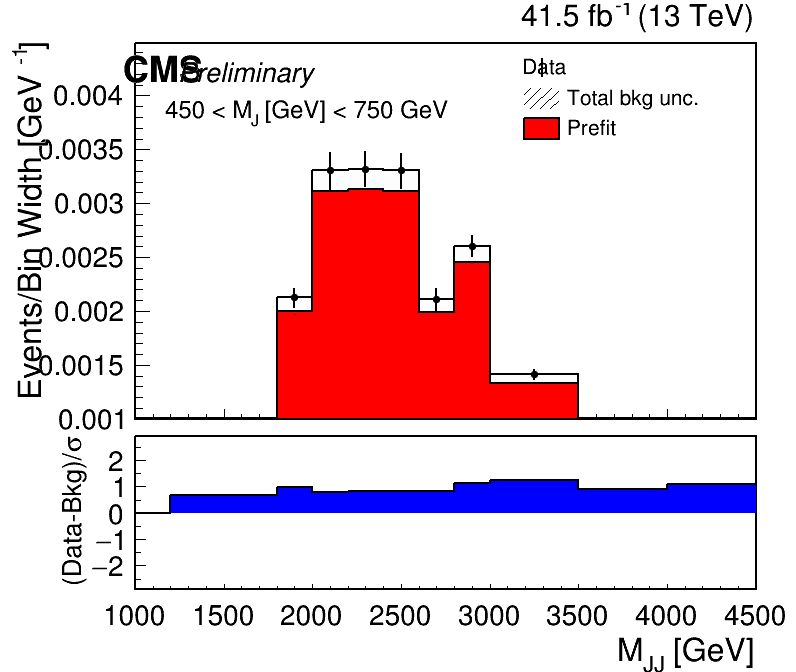 41.5 fb⁻¹ (13 TeV)
CMS Preliminary
450 < M_J [GeV] < 750 GeV
Data
Total bkg unc.
Prefit
Events/Bin Width [GeV⁻¹]
0.004
0.0035
0.003
0.0025
0.002
0.0015
0.001
(Data-Bkg)/σ
2
1
0
−1
−2
1000 1500 2000 2500 3000 3500 4000 4500
M_JJ [GeV]